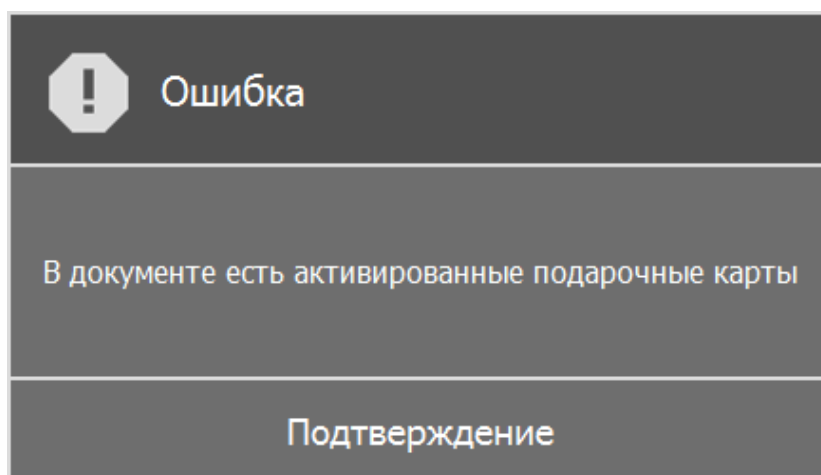 Ошибка
В документе есть активированные подарочные карты
Подтверждение